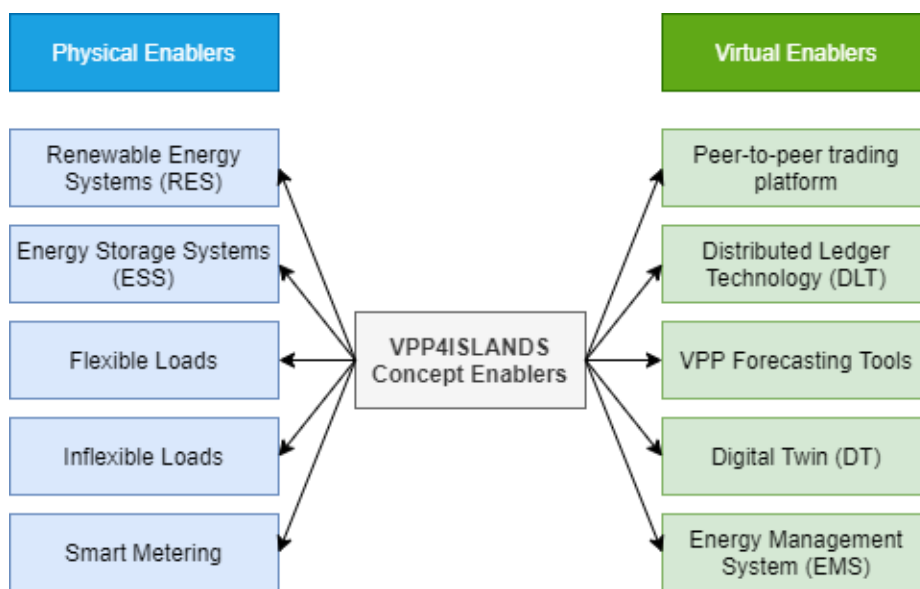 Physical Enablers
Virtual Enablers
Renewable Energy
Systems (RES)
Energy Storage Systems
(ESS)
Flexible Loads
Inflexible Loads
Smart Metering
VPP4ISLANDS
Concept Enablers
Peer-to-peer trading
platform
Distributed Ledger
Technology (DLT)
VPP Forecasting Tools
Digital Twin (DT)
Energy Management
System (EMS)